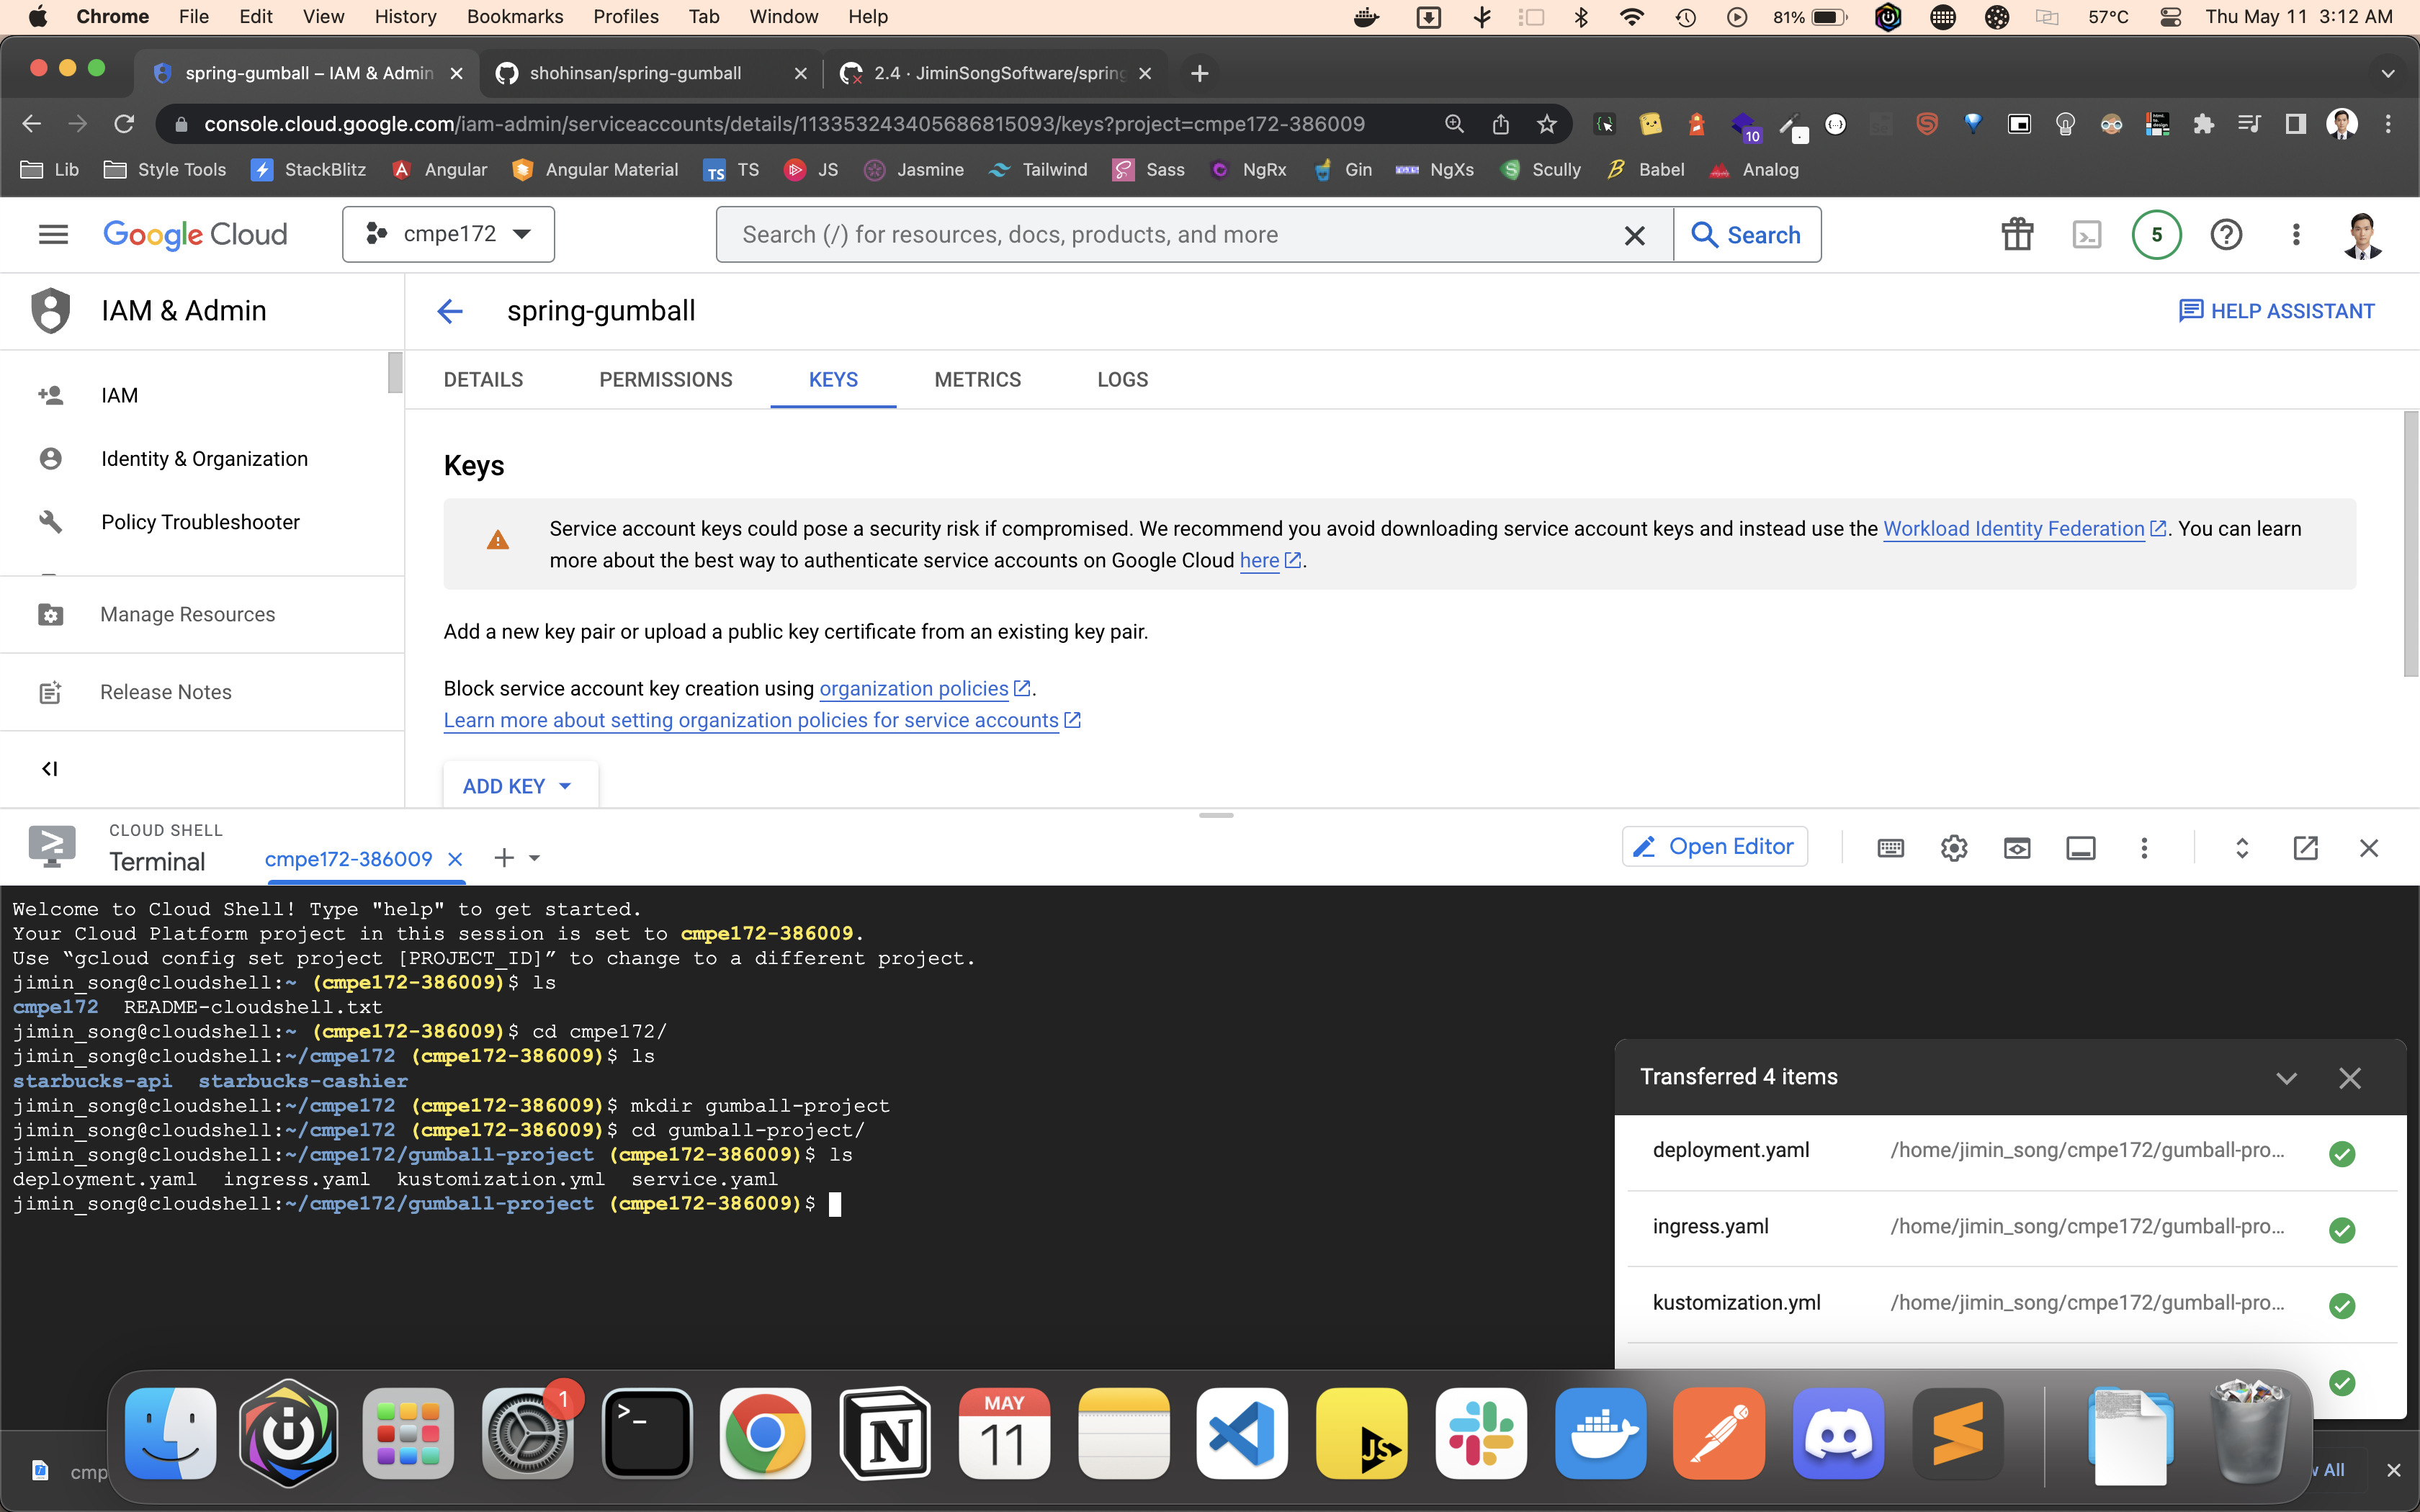 Chrome File Edit View History Bookmarks Profiles Tab Window Help 81% 57°C Thu May 11 3:12 AM
spring-gumball – IAM & Admin shohinsan/spring-gumball 2.4 · JiminSongSoftware/spring
console.cloud.google.com/iam-admin/serviceaccounts/details/113353243405686815093/keys?project=cmpe172-386009 10
Lib Style Tools StackBlitz Angular Angular Material TS TS JS Jasmine Tailwind Sass NgRx Gin NgXs Scully Babel Analog
Google Cloud cmpe172 Search (/) for resources, docs, products, and more Search 5
IAM & Admin spring-gumball HELP ASSISTANT
DETAILS PERMISSIONS KEYS METRICS LOGS
IAM
Identity & Organization
Policy Troubleshooter
Manage Resources
Release Notes
Keys
Service account keys could pose a security risk if compromised. We recommend you avoid downloading service account keys and instead use the Workload Identity Federation. You can learn
more about the best way to authenticate service accounts on Google Cloud here.
Add a new key pair or upload a public key certificate from an existing key pair.
Block service account key creation using organization policies.
Learn more about setting organization policies for service accounts
ADD KEY
CLOUD SHELL
Terminal cmpe172-386009 Open Editor
Welcome to Cloud Shell! Type "help" to get started.
Your Cloud Platform project in this session is set to cmpe172-386009.
Use “gcloud config set project [PROJECT_ID]” to change to a different project.
jimin_song@cloudshell:~ (cmpe172-386009)$ ls
cmpe172 README-cloudshell.txt
jimin_song@cloudshell:~ (cmpe172-386009)$ cd cmpe172/
jimin_song@cloudshell:~/cmpe172 (cmpe172-386009)$ ls
starbucks-api starbucks-cashier
jimin_song@cloudshell:~/cmpe172 (cmpe172-386009)$ mkdir gumball-project
jimin_song@cloudshell:~/cmpe172 (cmpe172-386009)$ cd gumball-project/
jimin_song@cloudshell:~/cmpe172/gumball-project (cmpe172-386009)$ ls
deployment.yaml ingress.yaml kustomization.yml service.yaml
jimin_song@cloudshell:~/cmpe172/gumball-project (cmpe172-386009)$
Transferred 4 items
deployment.yaml /home/jimin_song/cmpe172/gumball-pro...
ingress.yaml /home/jimin_song/cmpe172/gumball-pro...
kustomization.yml /home/jimin_song/cmpe172/gumball-pro...
1 MAY
11
JS
cmp All